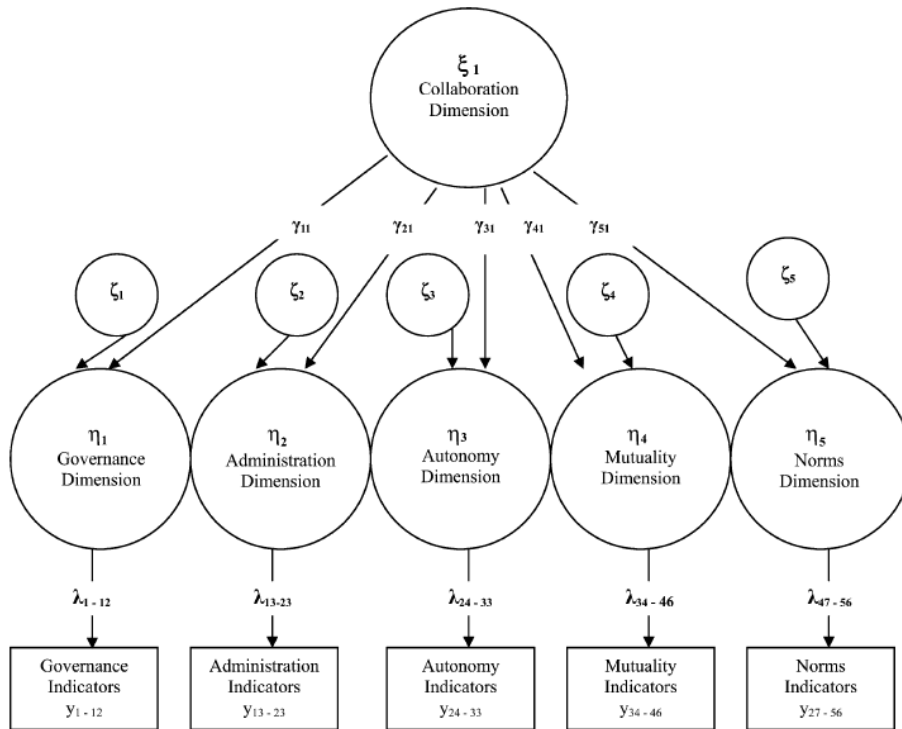 ξ 1
Collaboration
Dimension
γ11
γ21
γ31
γ41
γ51
ζ1
ζ2
ζ3
ζ4
ζ5
η1
Governance
Dimension
η2
Administration
Dimension
η3
Autonomy
Dimension
η4
Mutuality
Dimension
η5
Norms
Dimension
λ1 - 12
λ13-23
λ24 - 33
λ34 - 46
λ47 - 56
Governance
Indicators
y1 - 12
Administration
Indicators
y13 - 23
Autonomy
Indicators
y24 - 33
Mutuality
Indicators
y34 - 46
Norms
Indicators
y27 - 56